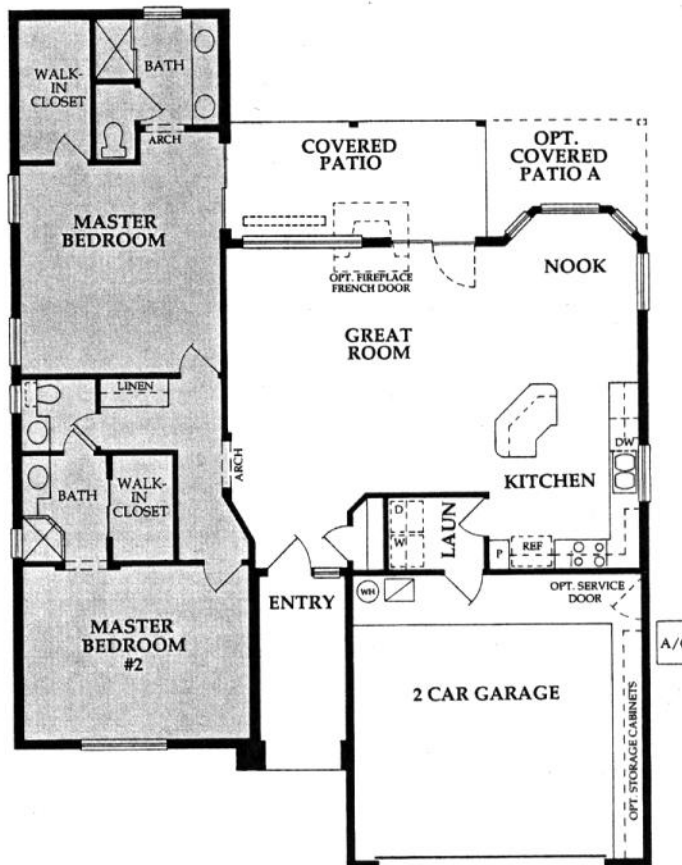 WALK-
IN
CLOSET
BATH
ARCH
COVERED
PATIO
OPT.
COVERED
PATIO A
MASTER
BEDROOM
NOOK
OPT. FIREPLACE
FRENCH DOOR
GREAT
ROOM
LINEN
ARCH
DW
KITCHEN
BATH
WALK-
IN
CLOSET
D
W
LAUN
P
REF
ENTRY
WH
OPT. SERVICE
DOOR
MASTER
BEDROOM
#2
A/C
2 CAR GARAGE
OPT. STORAGE CABINETS